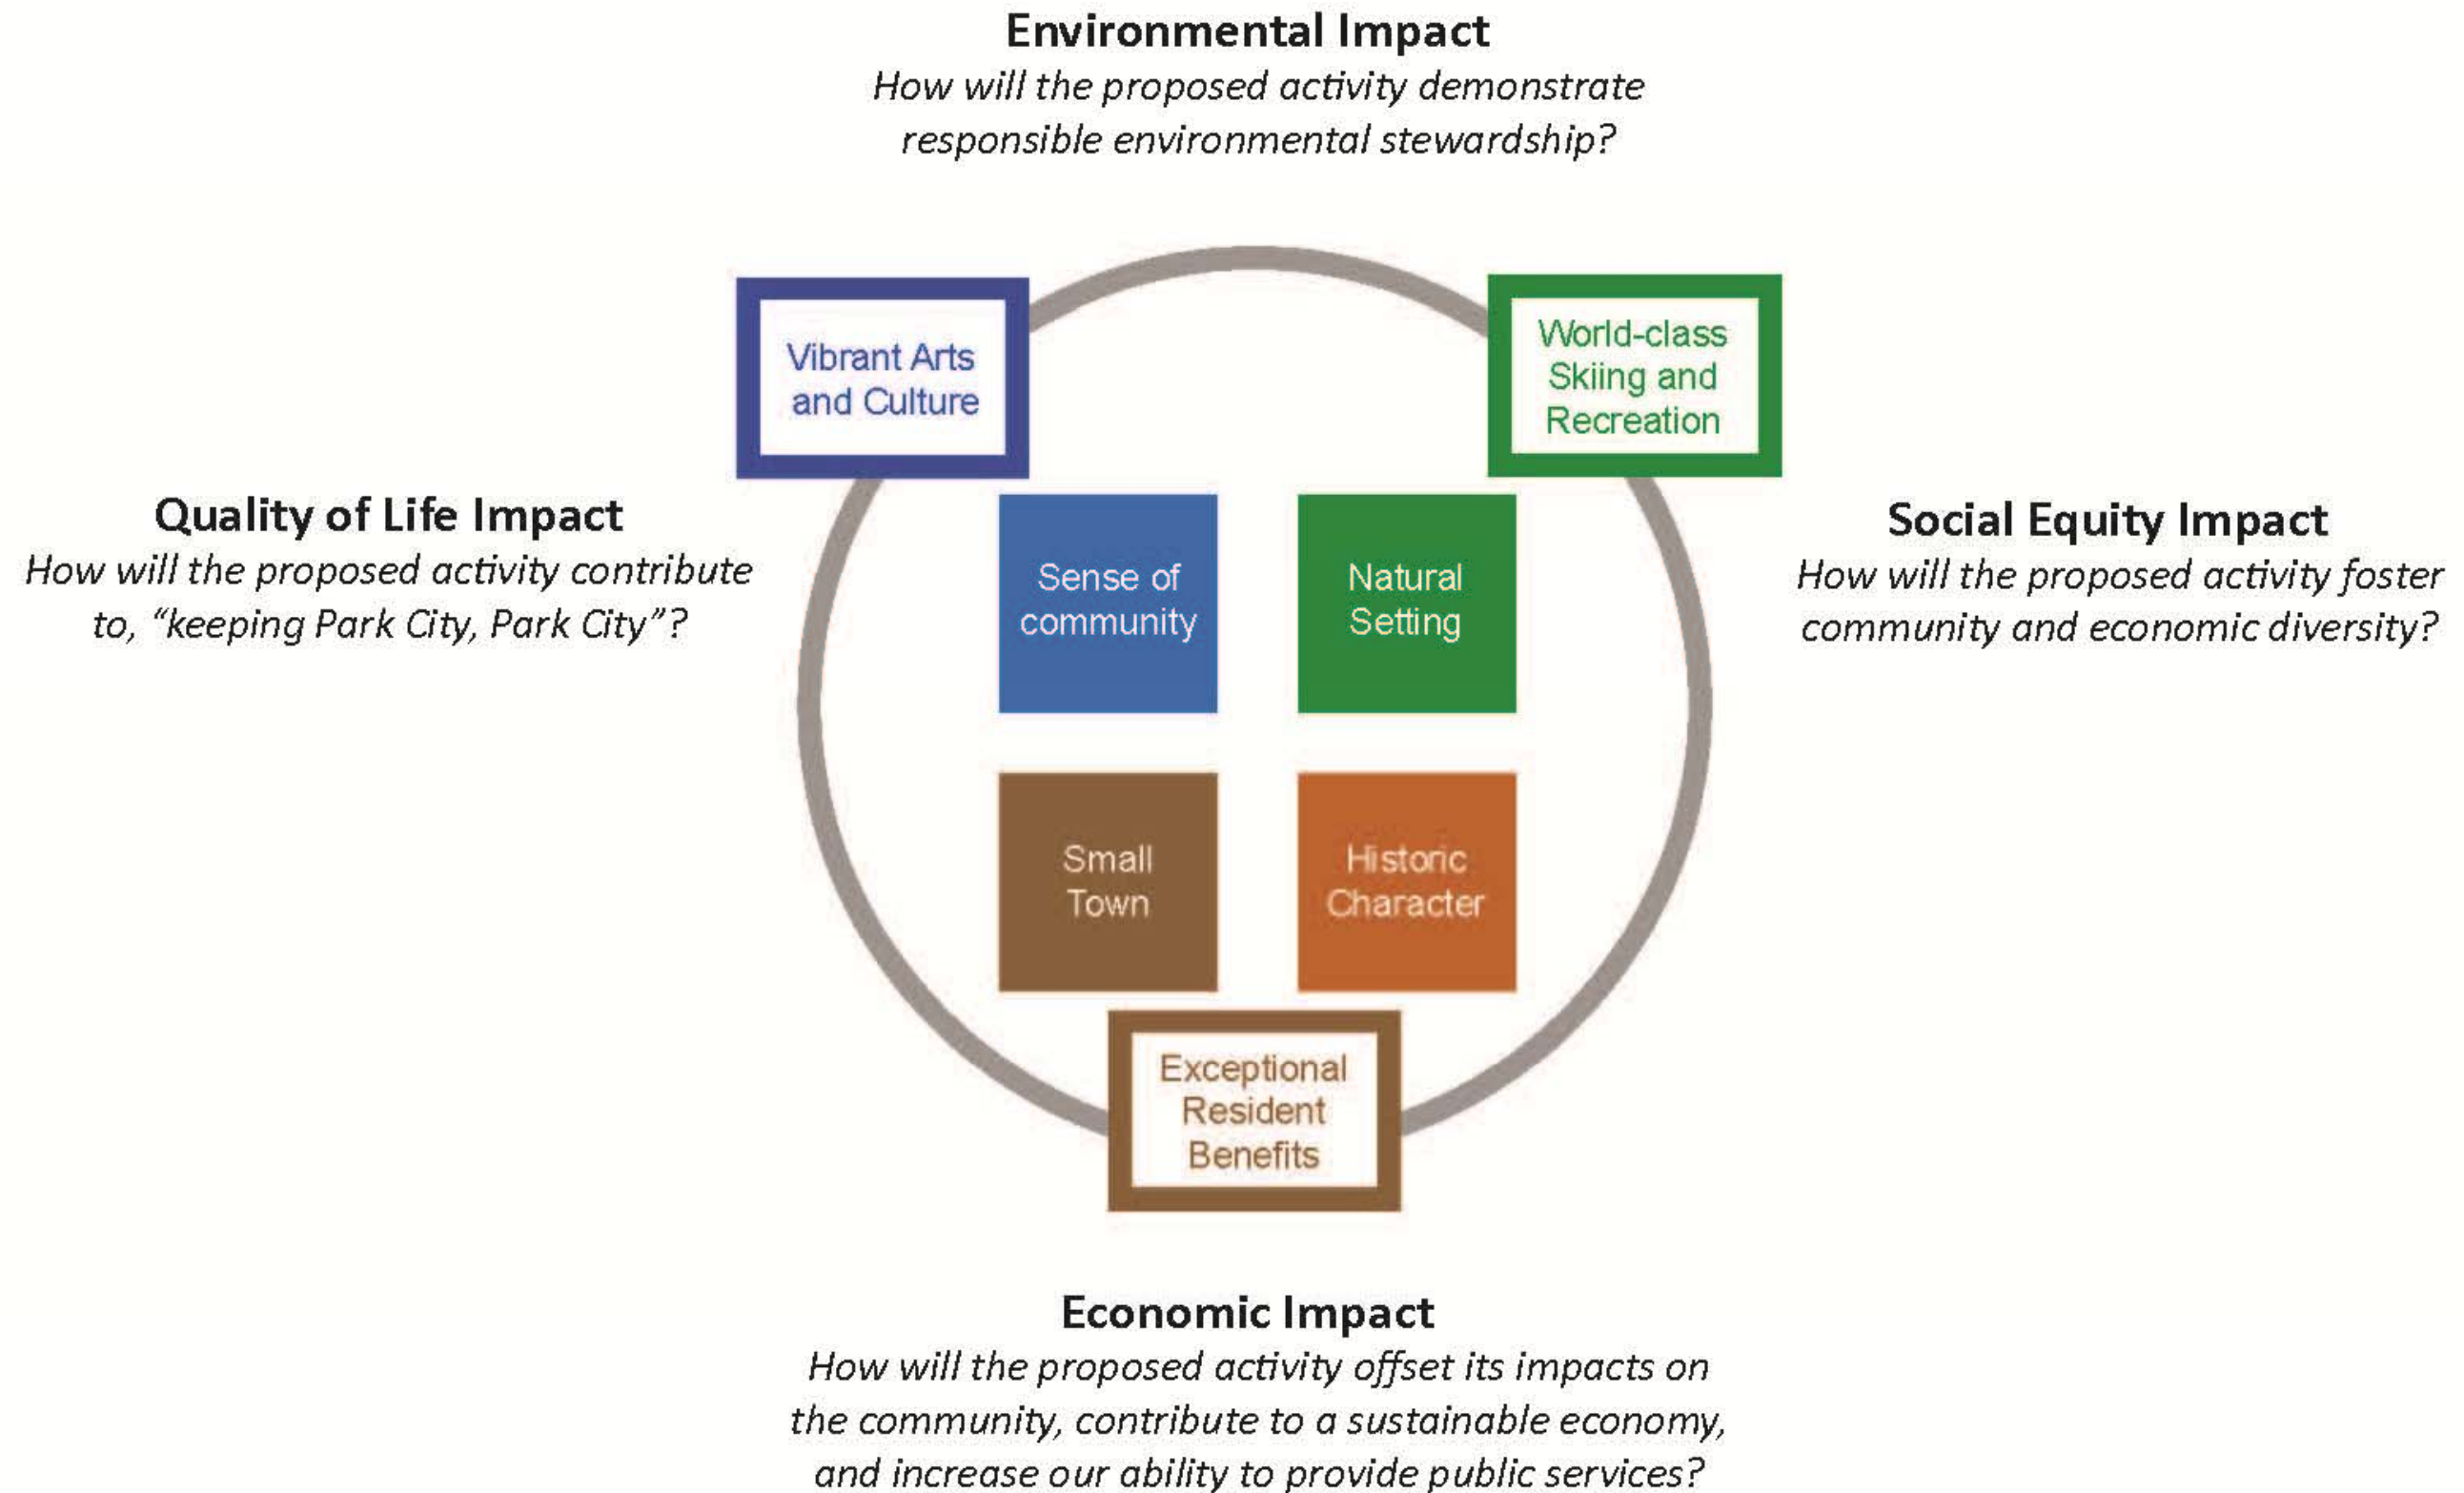 Environmental Impact
How will the proposed activity demonstrate
responsible environmental stewardship?
Vibrant Arts
and Culture
World-class
Skiing and
Recreation
Quality of Life Impact
How will the proposed activity contribute
to, “keeping Park City, Park City”?
Sense of
community
Natural
Setting
Social Equity Impact
How will the proposed activity foster
community and economic diversity?
Small
Town
Historic
Character
Exceptional
Resident
Benefits
Economic Impact
How will the proposed activity offset its impacts on
the community, contribute to a sustainable economy,
and increase our ability to provide public services?